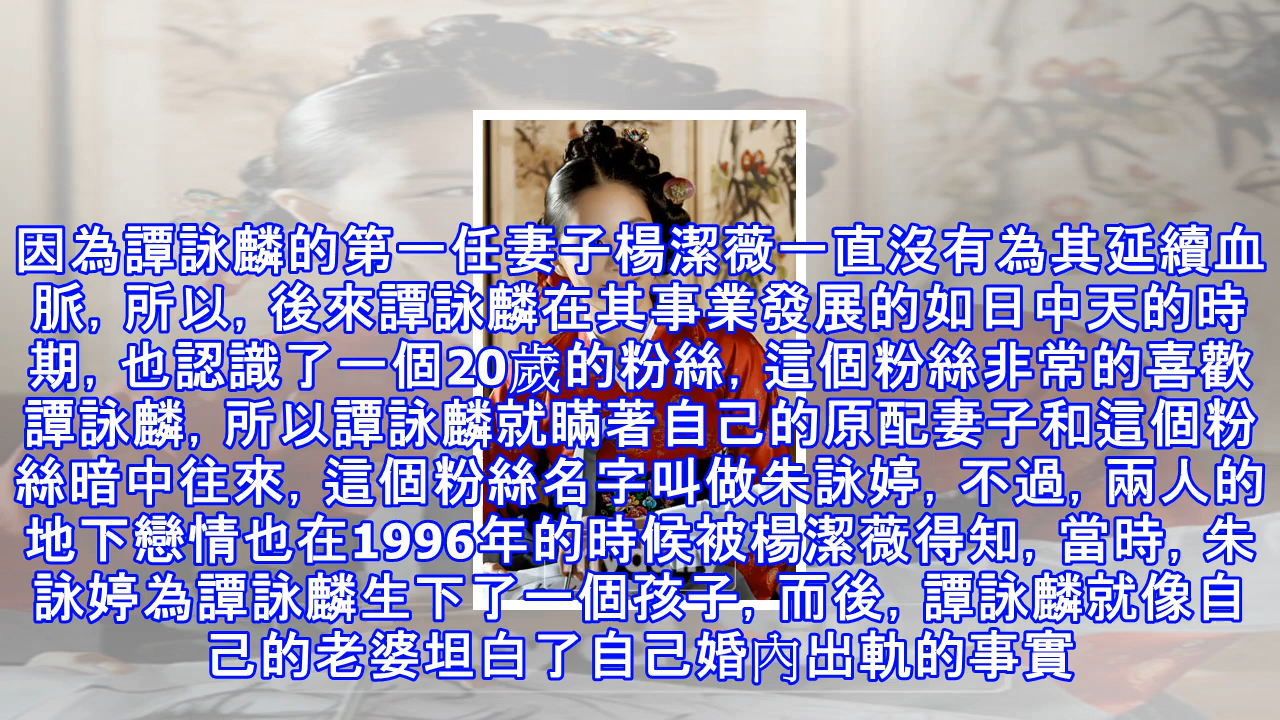 因為譚詠麟的第一任妻子楊潔薇一直沒有為其延續血
脈, 所以, 後來譚詠麟在其事業發展的如日中天的時
期, 也認識了一個20歲的粉絲, 這個粉絲非常的喜歡
譚詠麟, 所以譚詠麟就瞞著自己的原配妻子和這個粉
絲暗中往來, 這個粉絲名字叫做朱詠婷, 不過, 兩人的
地下戀情也在1996年的時候被楊潔薇得知, 當時, 朱
詠婷為譚詠麟生下了一個孩子, 而後, 譚詠麟就像自
己的老婆坦白了自己婚內出軌的事實